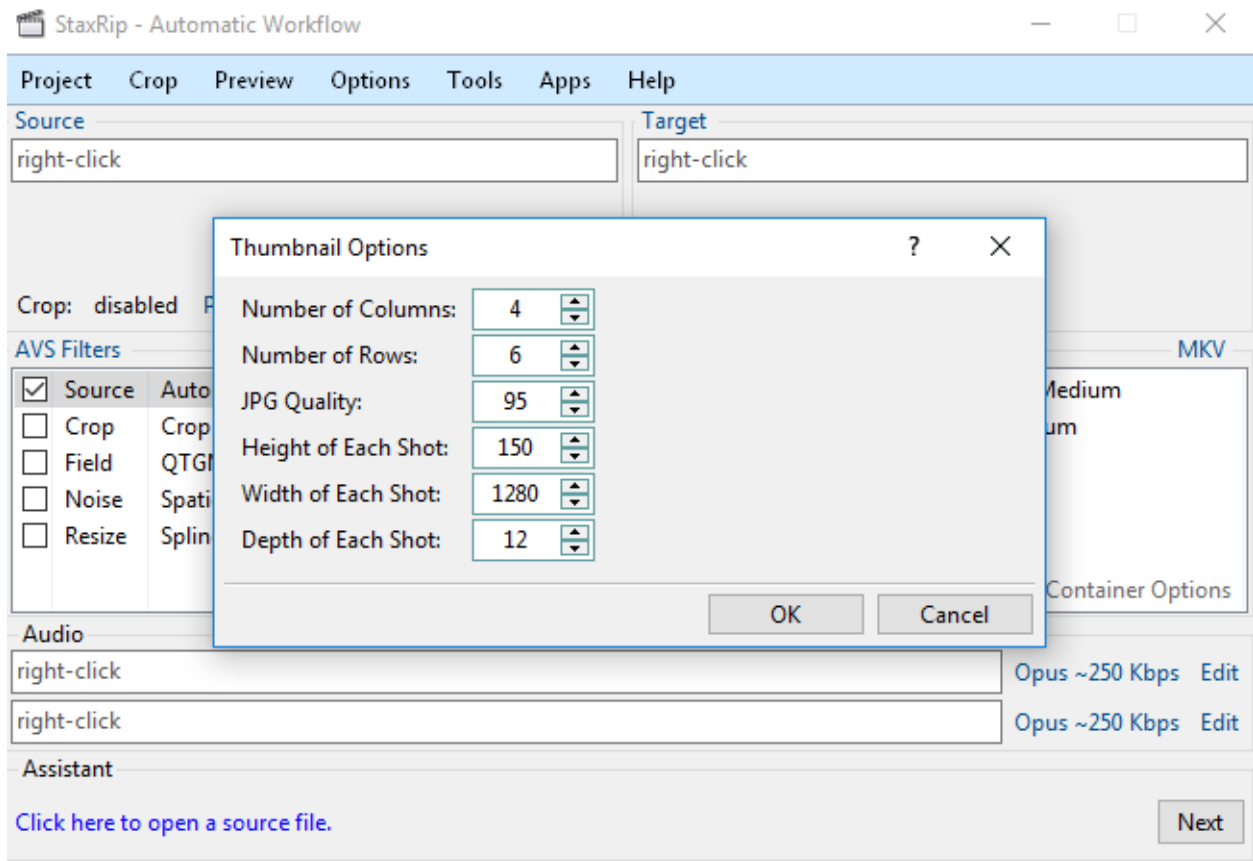 StaxRip - Automatic Workflow
Project Crop Preview Options Tools Apps Help
Source Target
right-click right-click
Thumbnail Options ?
Crop: disabled
Number of Columns: 4
Number of Rows: 6
JPG Quality: 95
Height of Each Shot: 150
Width of Each Shot: 1280
Depth of Each Shot: 12
OK Cancel
AVS Filters MKV
Source Auto Medium
Crop Crop
Field
Noise
Resize
Container Options
Audio
right-click Opus ~250 Kbps Edit
right-click Opus ~250 Kbps Edit
Assistant
Click here to open a source file. Next